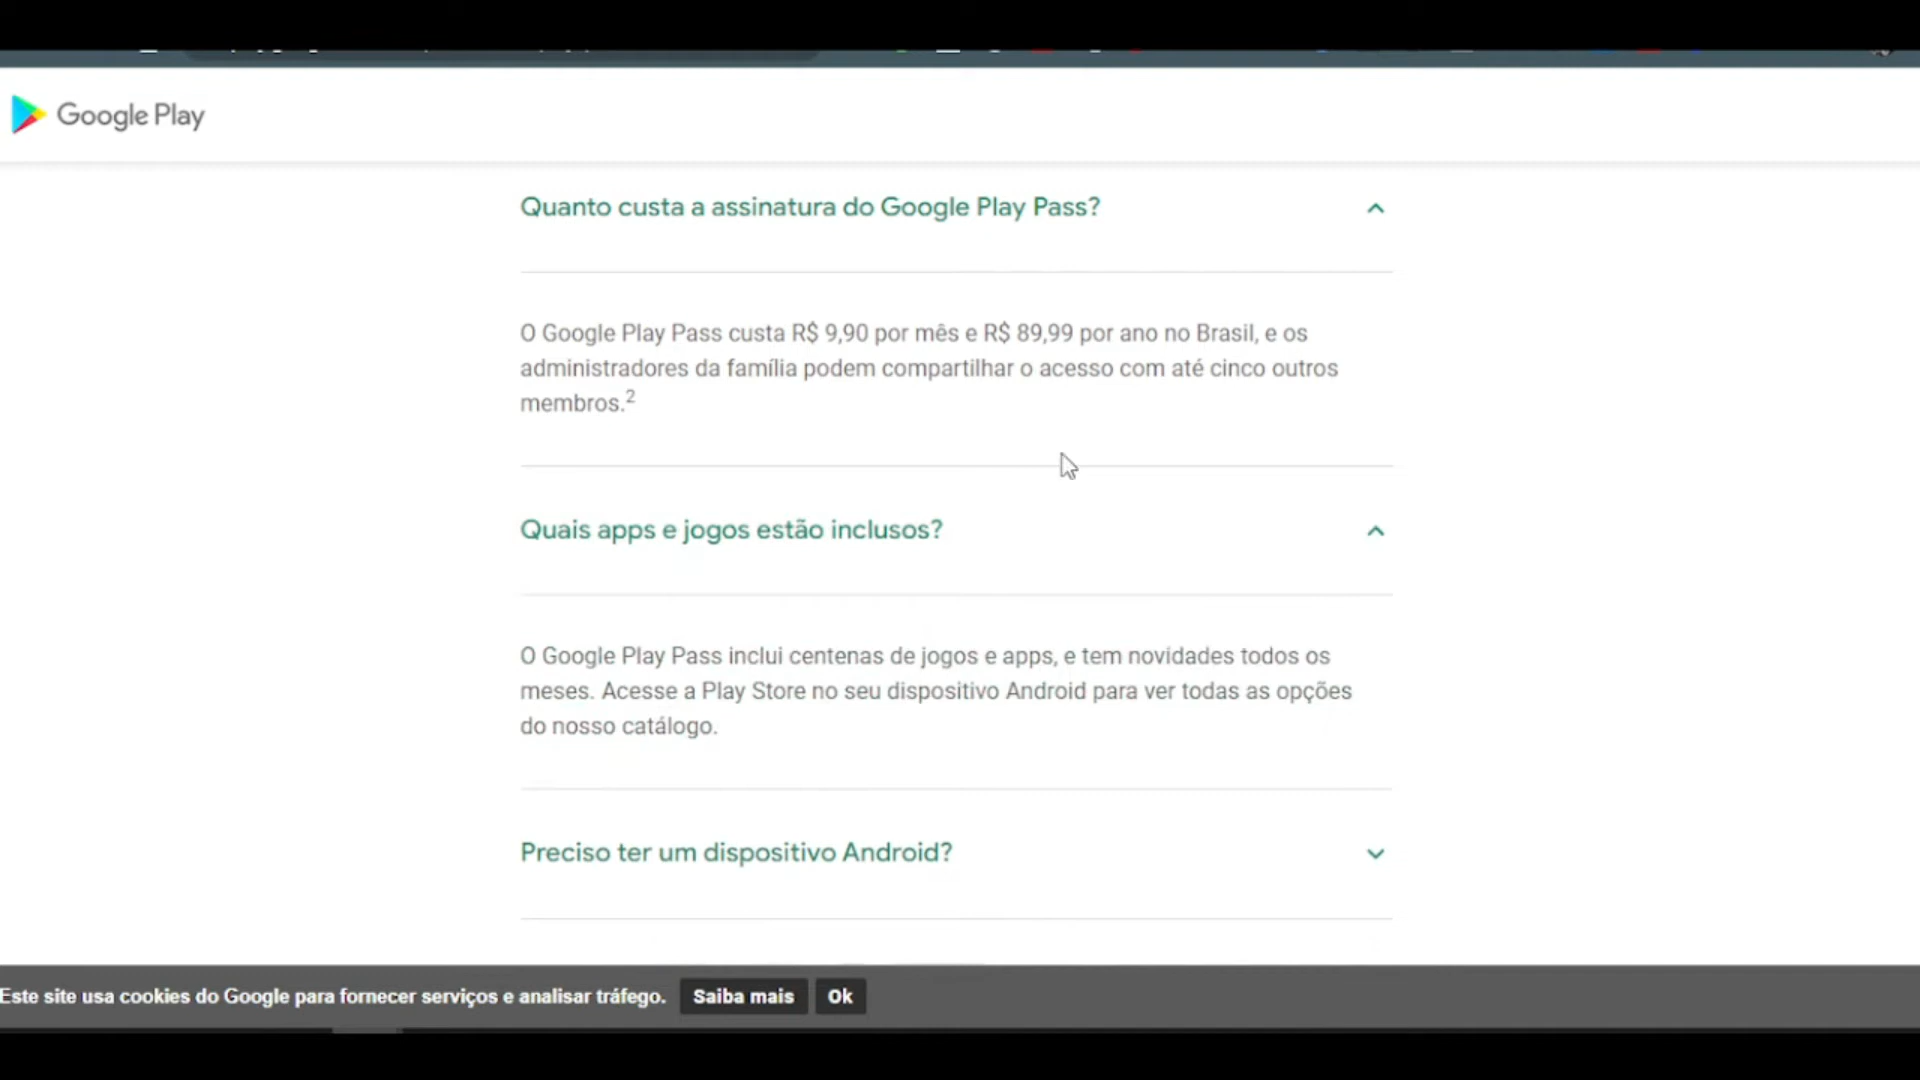 Google Play
Quanto custa a assinatura do Google Play Pass?
O Google Play Pass custa R$ 9,90 por mês e R$ 89,99 por ano no Brasil, e os
administradores da família podem compartilhar o acesso com até cinco outros
membros.2
Quais apps e jogos estão inclusos?
O Google Play Pass inclui centenas de jogos e apps, e tem novidades todos os
meses. Acesse a Play Store no seu dispositivo Android para ver todas as opções
do nosso catálogo.
Preciso ter um dispositivo Android?
Este site usa cookies do Google para fornecer serviços e analisar tráfego. Saiba mais Ok